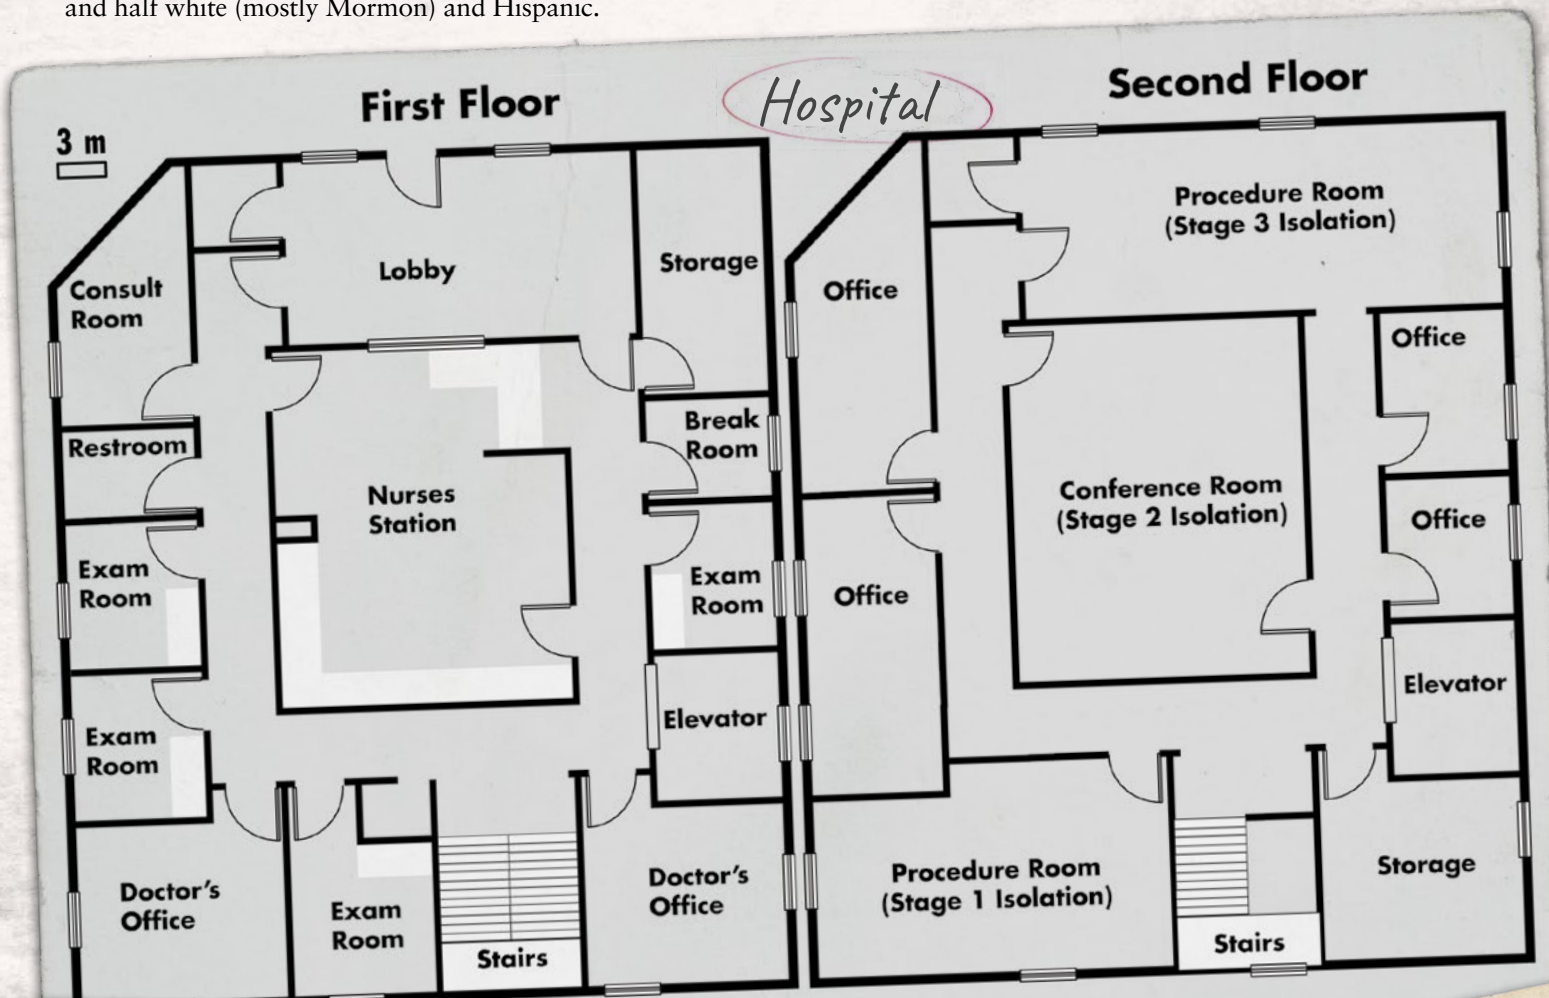 and half white (mostly Mormon) and Hispanic.
First Floor
Hospital
Second Floor
3 m
Consult
Room
Lobby
Storage
Restroom
Break
Room
Nurses
Station
Exam
Room
Exam
Room
Exam
Room
Elevator
Doctor's
Office
Exam
Room
Stairs
Doctor's
Office
Procedure Room
(Stage 3 Isolation)
Office
Office
Conference Room
(Stage 2 Isolation)
Office
Office
Elevator
Procedure Room
(Stage 1 Isolation)
Stairs
Storage